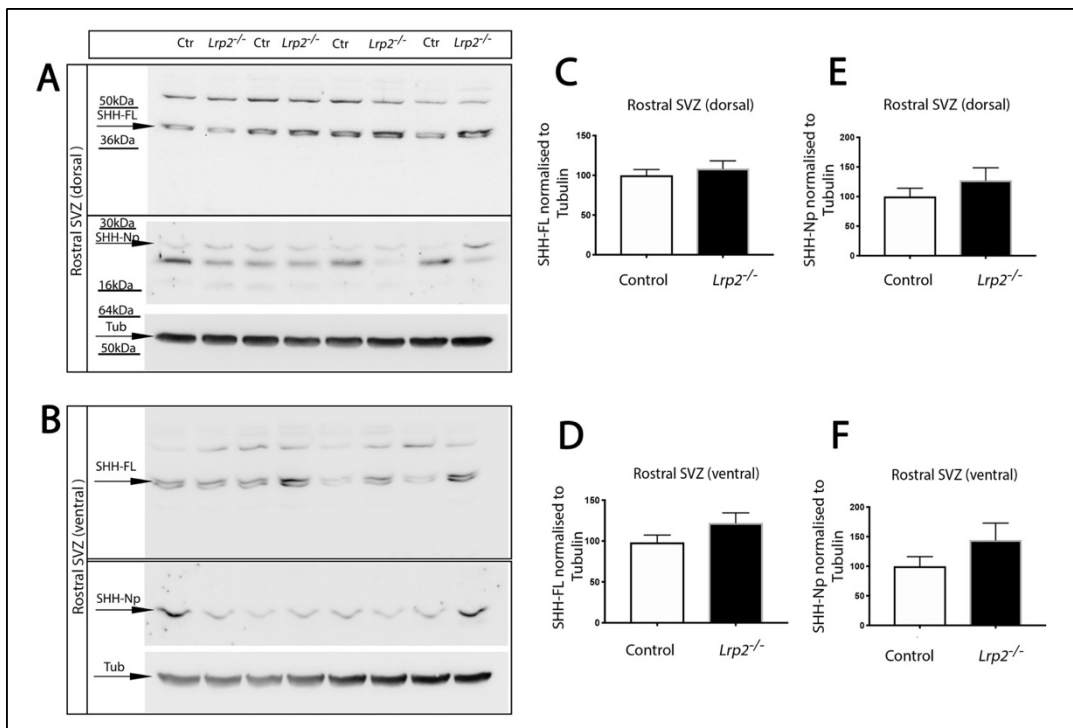 Ctr Lrp2-/- Ctr Lrp2-/- Ctr Lrp2-/- Ctr Lrp2-/-
A
Rostral SVZ (dorsal)
50kDa
SHH-FL
36kDa
30kDa
SHH-Np
16kDa
64kDa
Tub
50kDa
B
Rostral SVZ (ventral)
SHH-FL
SHH-Np
Tub
C
Rostral SVZ (dorsal)
SHH-FL normalised to
Tubulin
150
100
50
0
Control Lrp2-/-
E
Rostral SVZ (dorsal)
SHH-Np normalised to
Tubulin
200
150
100
50
0
Control Lrp2-/-
D
Rostral SVZ (ventral)
SHH-FL normalised to
Tubulin
150
100
50
0
Control Lrp2-/-
F
Rostral SVZ (ventral)
SHH-Np normalised to
Tubulin
200
150
100
50
0
Control Lrp2-/-